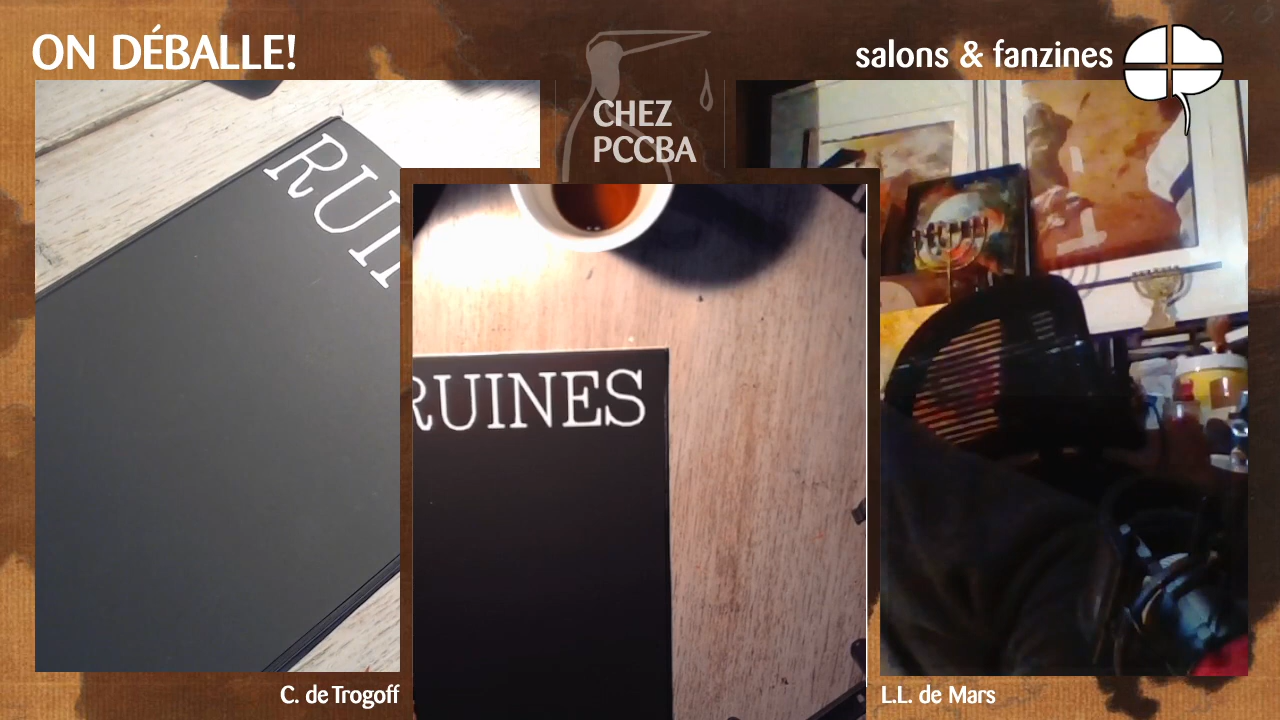 ON DÉBALLE!
salons & fanzines
CHEZ
PCCBA
RUI
RUINES
C. de Trogoff
L.L. de Mars